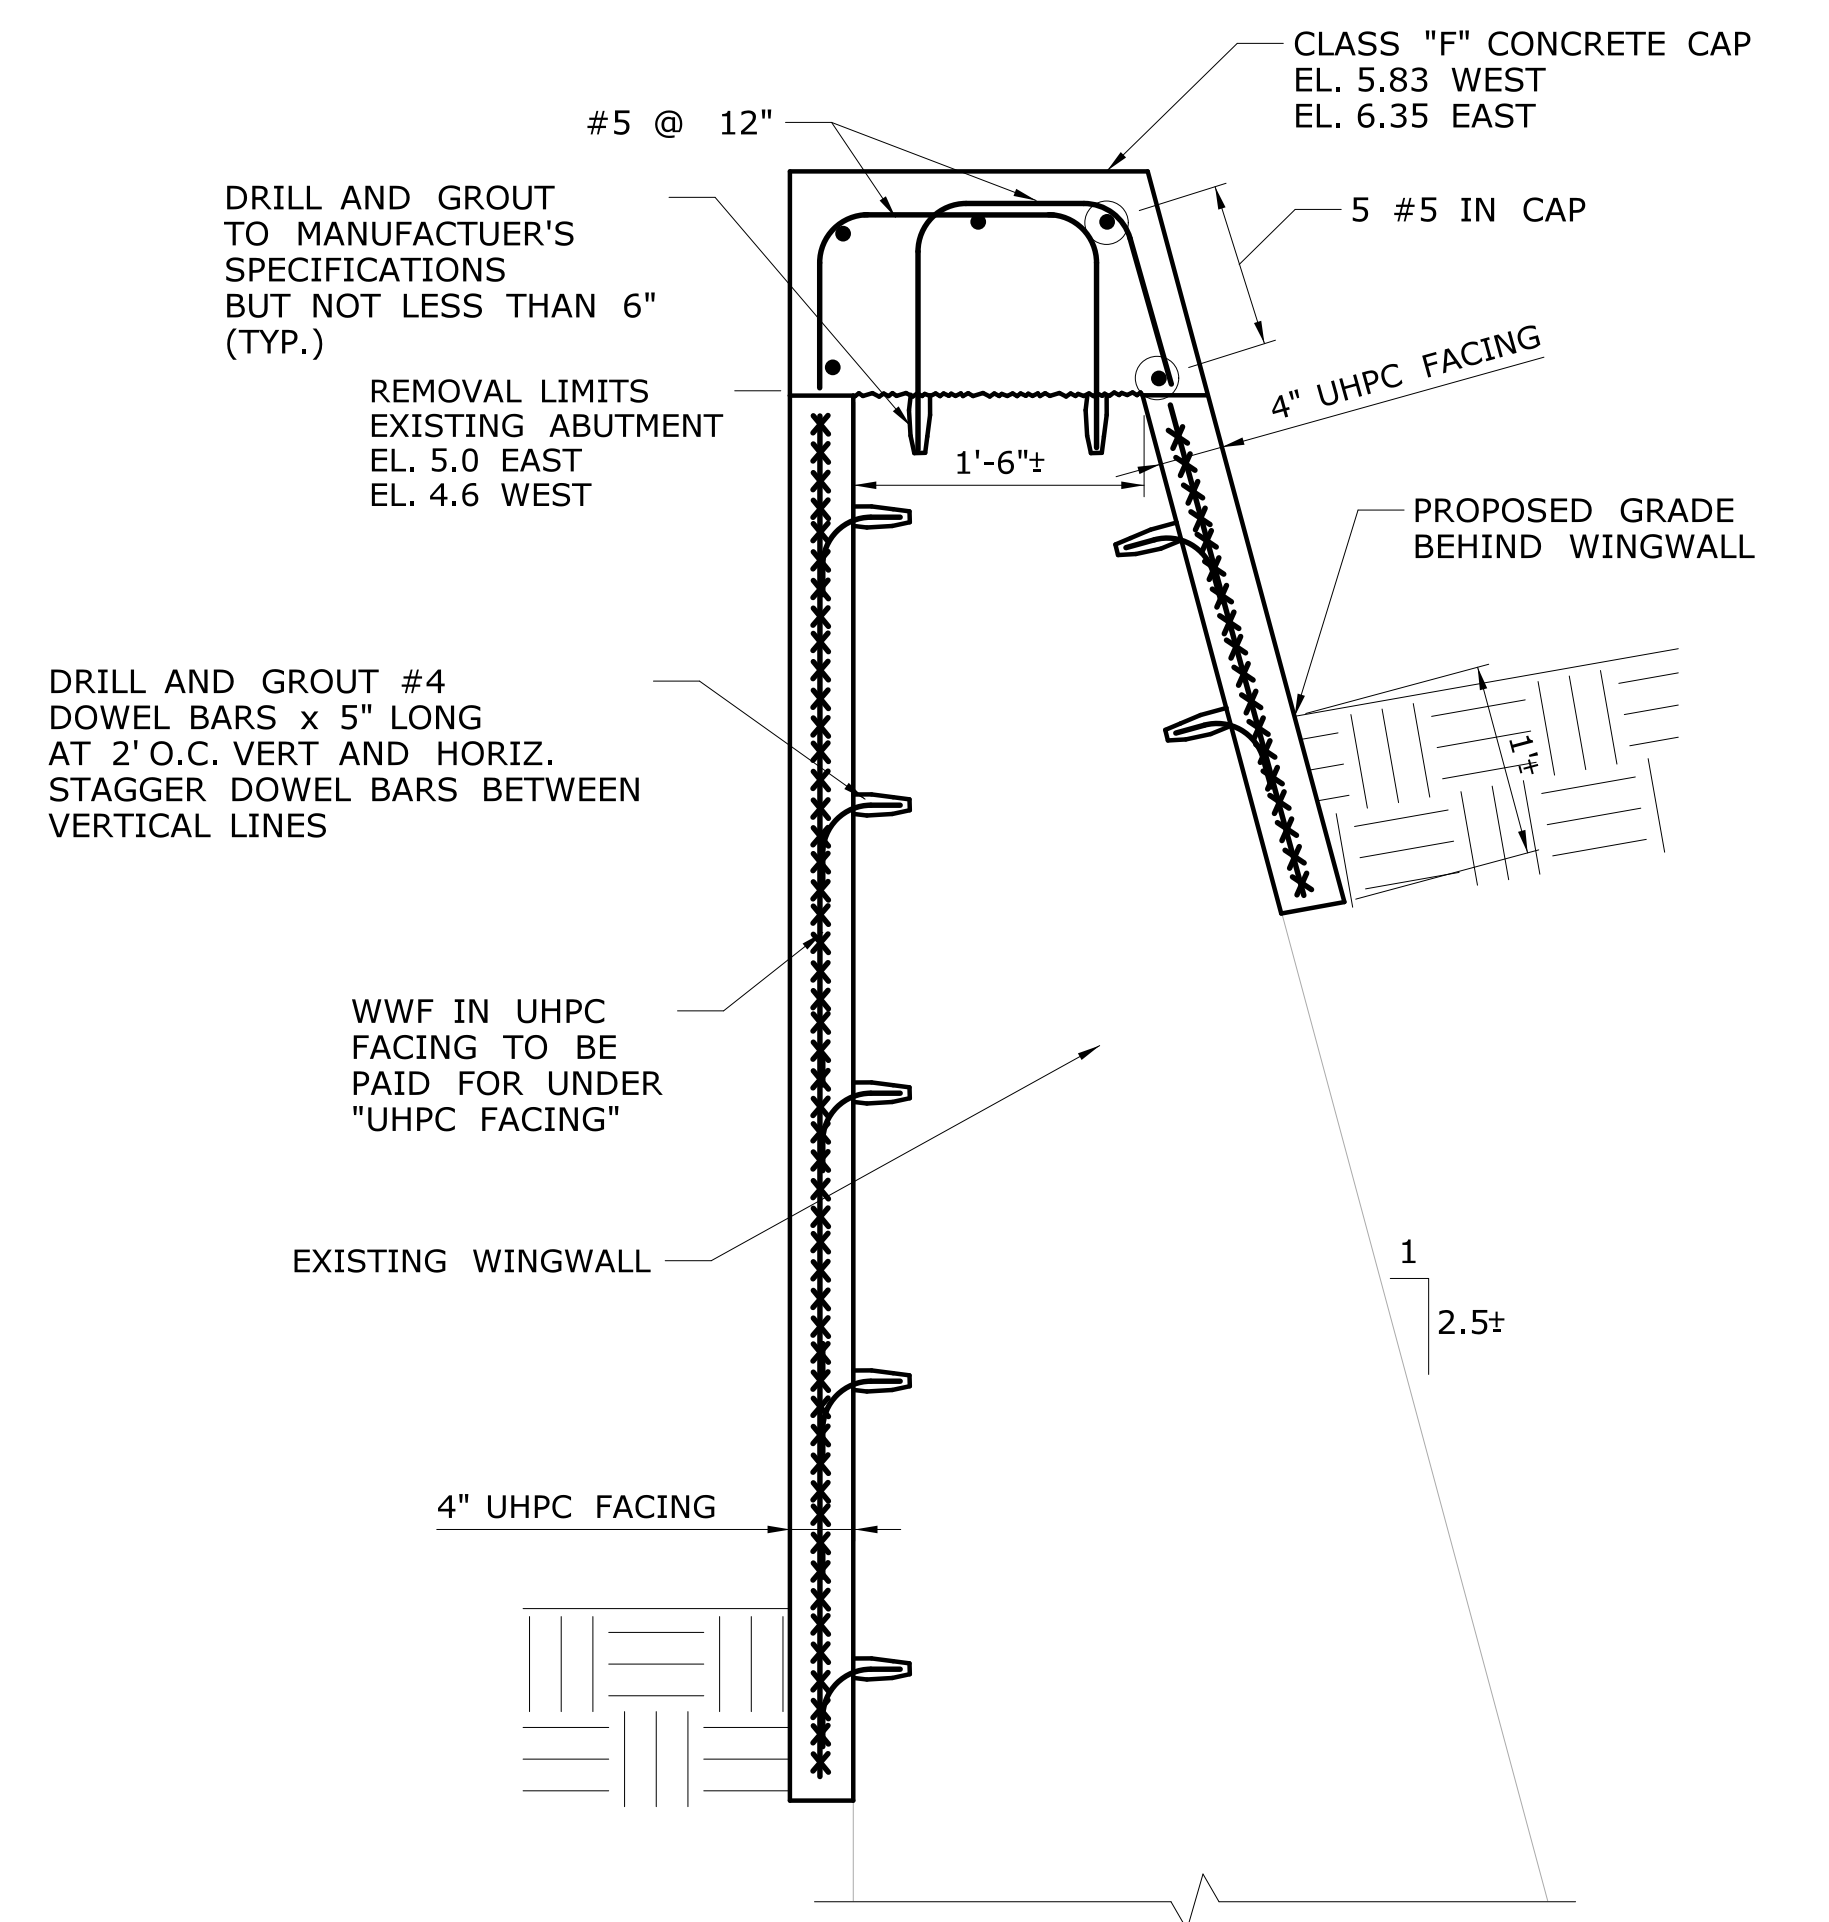 CLASS "F" CONCRETE CAP
EL. 5.83 WEST
EL. 6.35 EAST
#5 @ 12"
DRILL AND GROUT
TO MANUFACTUER'S
SPECIFICATIONS
BUT NOT LESS THAN 6"
(TYP.)
5 #5 IN CAP
4" UHPC FACING
REMOVAL LIMITS
EXISTING ABUTMENT
EL. 5.0 EAST
EL. 4.6 WEST
1'-6"±
PROPOSED GRADE
BEHIND WINGWALL
DRILL AND GROUT #4
DOWEL BARS x 5" LONG
AT 2' O.C. VERT AND HORIZ.
STAGGER DOWEL BARS BETWEEN
VERTICAL LINES
1'±
WWF IN UHPC
FACING TO BE
PAID FOR UNDER
"UHPC FACING"
EXISTING WINGWALL
1
2.5±
4" UHPC FACING